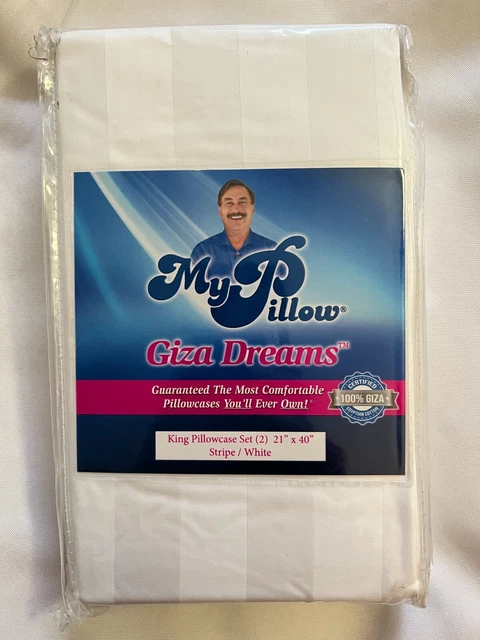 MyPillow®
Giza Dreams™
Guaranteed The Most Comfortable
Pillowcases You'll Ever Own!
CERTIFIED
100% GIZA
EGYPTIAN COTTON
King Pillowcase Set (2) 21" x 40"
Stripe / White